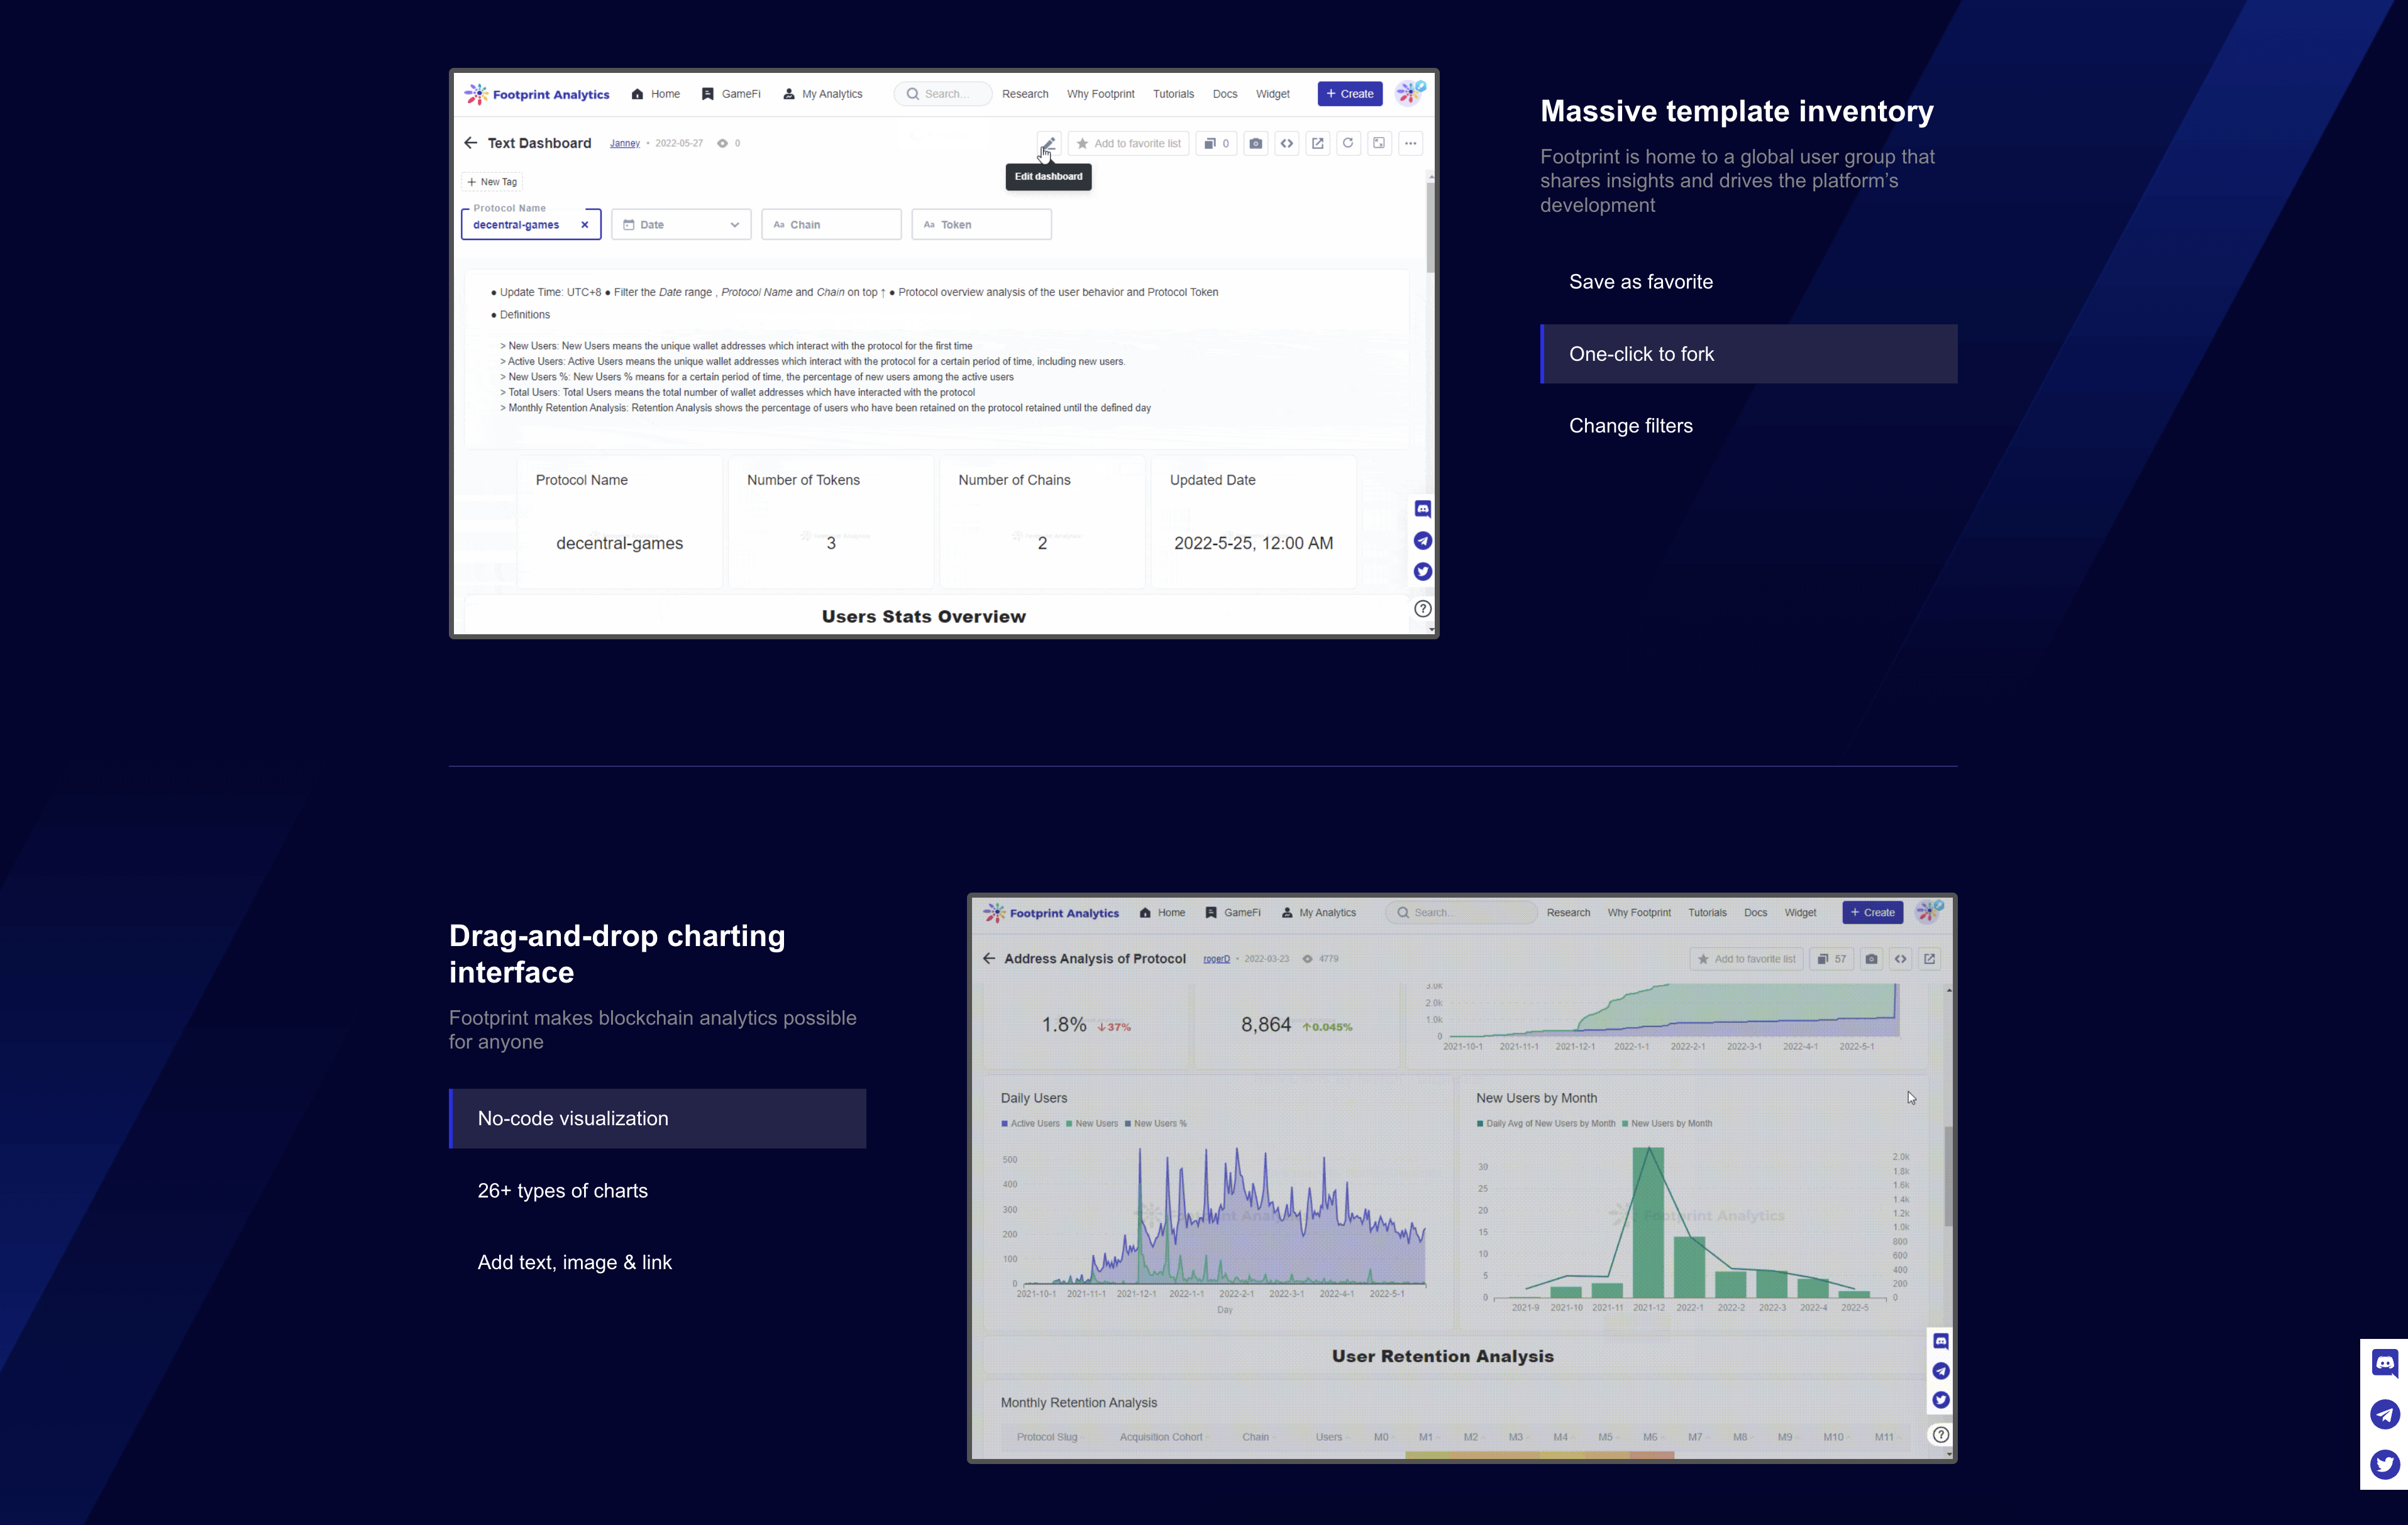 Footprint Analytics Home GameFi My Analytics Search... Research Why Footprint Tutorials Docs Widget + Create
Text Dashboard Janney • 2022-05-27 0 Add to favorite list 0 ...
Edit dashboard
+ New Tag
Protocol Name
decentral-games × Date Aa Chain Aa Token
● Update Time: UTC+8 ● Filter the Date range , Protocol Name and Chain on top ↑ ● Protocol overview analysis of the user behavior and Protocol Token
● Definitions
> New Users: New Users means the unique wallet addresses which interact with the protocol for the first time
> Active Users: Active Users means the unique wallet addresses which interact with the protocol for a certain period of time, including new users.
> New Users %: New Users % means for a certain period of time, the percentage of new users among the active users
> Total Users: Total Users means the total number of wallet addresses which have interacted with the protocol
> Monthly Retention Analysis: Retention Analysis shows the percentage of users who have been retained on the protocol retained until the defined day
Protocol Name Number of Tokens Number of Chains Updated Date
decentral-games 3 2 2022-5-25, 12:00 AM
Users Stats Overview
Massive template inventory
Footprint is home to a global user group that
shares insights and drives the platform's
development
Save as favorite
One-click to fork
Change filters
Drag-and-drop charting
interface
Footprint makes blockchain analytics possible
for anyone
No-code visualization
26+ types of charts
Add text, image & link
Footprint Analytics Home GameFi My Analytics Search... Research Why Footprint Tutorials Docs Widget + Create
Address Analysis of Protocol rogerD • 2022-03-23 4779 Add to favorite list 57
1.8% ↓37% 8,864 ↑0.045%
3.0k
2.0k
1.0k
0
2021-10-1 2021-11-1 2021-12-1 2022-1-1 2022-2-1 2022-3-1 2022-4-1 2022-5-1
Daily Users
Active Users New Users New Users %
500
400
300
200
100
0
2021-10-1 2021-11-1 2021-12-1 2022-1-1 2022-2-1 2022-3-1 2022-4-1 2022-5-1
Day
New Users by Month
Daily Avg of New Users by Month New Users by Month
30
25
20
15
10
5
0
2.0k
1.8k
1.6k
1.4k
1.2k
1.0k
800
600
400
200
0
Footprint Analytics
2021-9 2021-10 2021-11 2021-12 2022-1 2022-2 2022-3 2022-4 2022-5
User Retention Analysis
Monthly Retention Analysis
Protocol Slug Acquisition Cohort Chain Users M0 M1 M2 M3 M4 M5 M6 M7 M8 M9 M10 M11